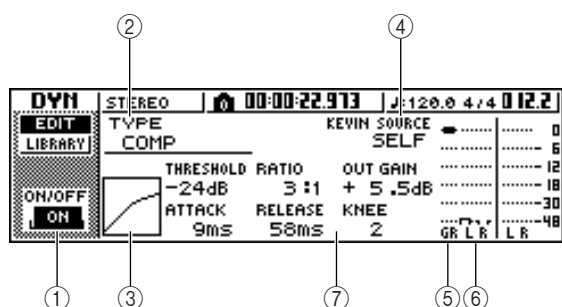 ② ④
DYN STEREO 00:00:22.913 ♩:120.0 4/4 012.2
EDIT TYPE KEVIN SOURCE 0
LIBRARY COMP SELF 6
THRESHOLD RATIO OUT GAIN 12
ON/OFF -24dB 3:1 + 5.5dB 18
ON ATTACK RELEASE KNEE 30
9ms 58ms 2 48
GR L R L R
① ③ ⑦ ⑤ ⑥